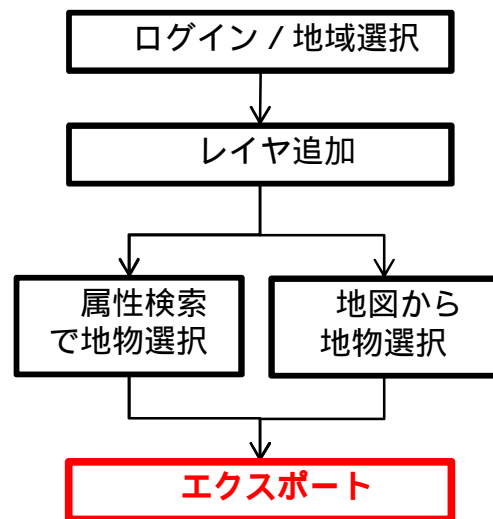 ログイン / 地域選択
レイヤ追加
属性検索
で地物選択
地図から
地物選択
エクスポート